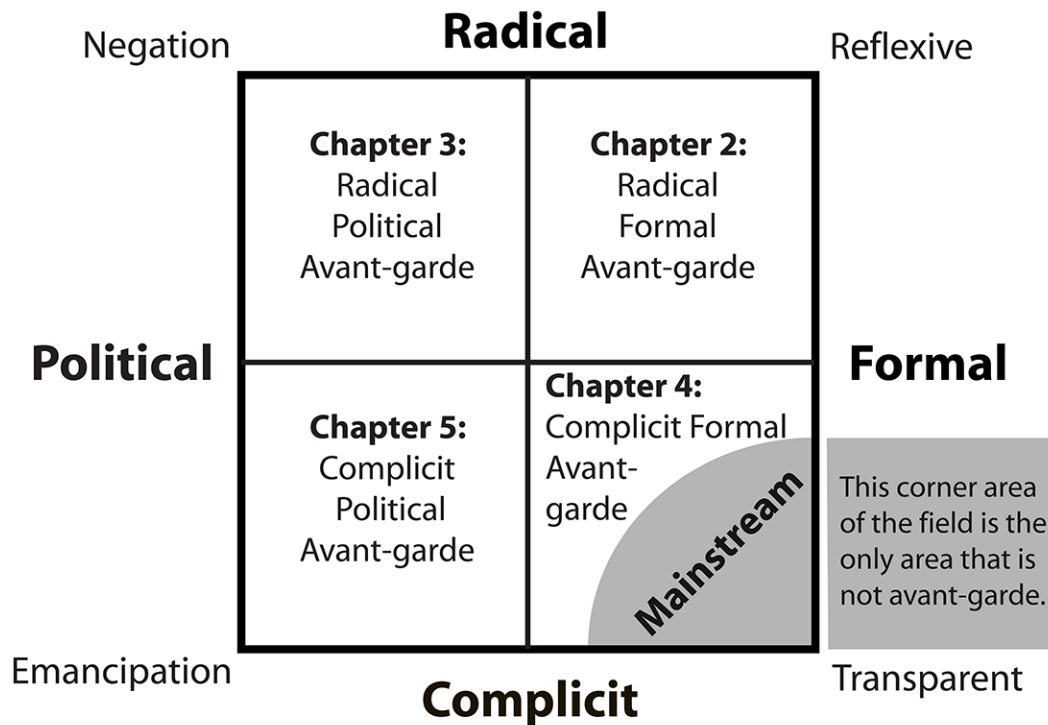 Radical
Negation
Reflexive
Chapter 3:
Radical
Political
Avant-garde
Chapter 2:
Radical
Formal
Avant-garde
Political
Formal
Chapter 5:
Complicit
Political
Avant-garde
Chapter 4:
Complicit Formal
Avant-
garde
Mainstream
This corner area
of the field is the
only area that is
not avant-garde.
Emancipation
Complicit
Transparent